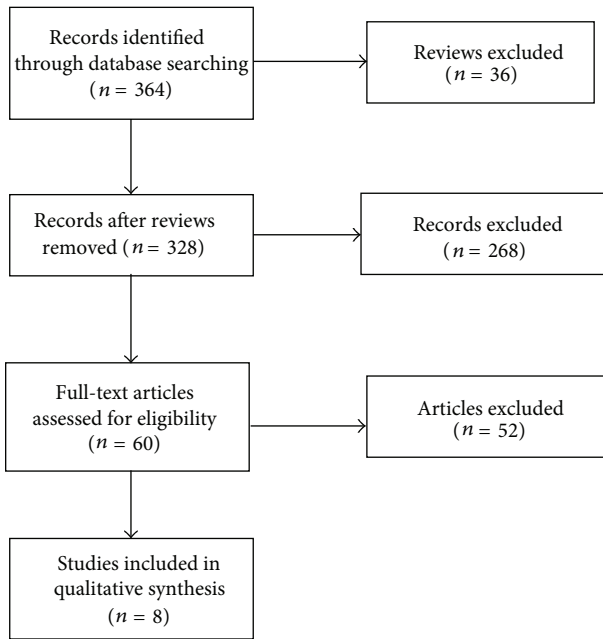 Records identified
through database searching
(n = 364)
Reviews excluded
(n = 36)
Records after reviews
removed (n = 328)
Records excluded
(n = 268)
Full-text articles
assessed for eligibility
(n = 60)
Articles excluded
(n = 52)
Studies included in
qualitative synthesis
(n = 8)